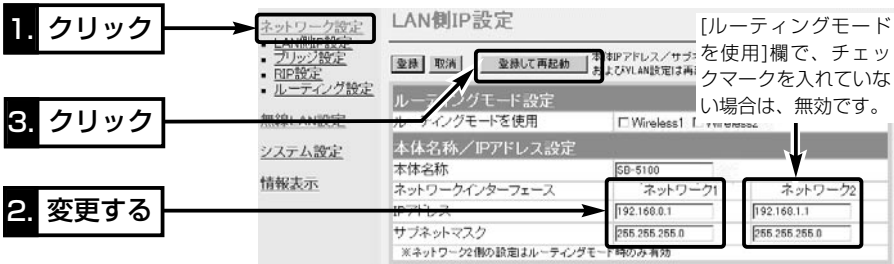 1. クリック
3. クリック
2. 変更する
ネットワーク設定
LAN側IP設定
ブリッジ設定
RIP設定
ルーティング設定
無線LAN設定
システム設定
情報表示
LAN側IP設定
登録 取消 登録して再起動
本体IPアドレス／サブネ
およびVLAN設定は再
[ルーティングモード
を使用]欄で、チェッ
クマークを入れていな
い場合は、無効です。
ルーティングモード設定
ルーティングモードを使用 Wireless1 Wireless2
本体名称／IPアドレス設定
本体名称 SB-5100
ネットワークインターフェース ネットワーク1 ネットワーク2
IPアドレス 192.168.0.1 192.168.1.1
サブネットマスク 255.255.255.0 255.255.255.0
※ネットワーク2側の設定はルーティングモード時のみ有効